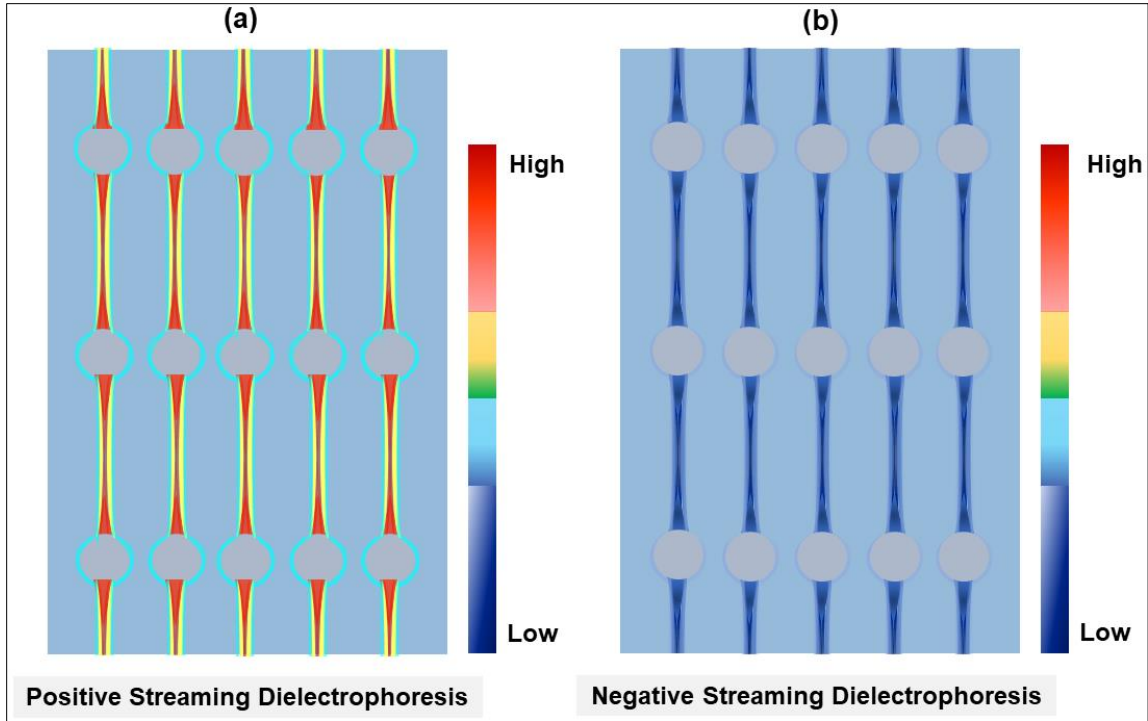 (a)
(b)
High
Low
High
Low
Positive Streaming Dielectrophoresis
Negative Streaming Dielectrophoresis